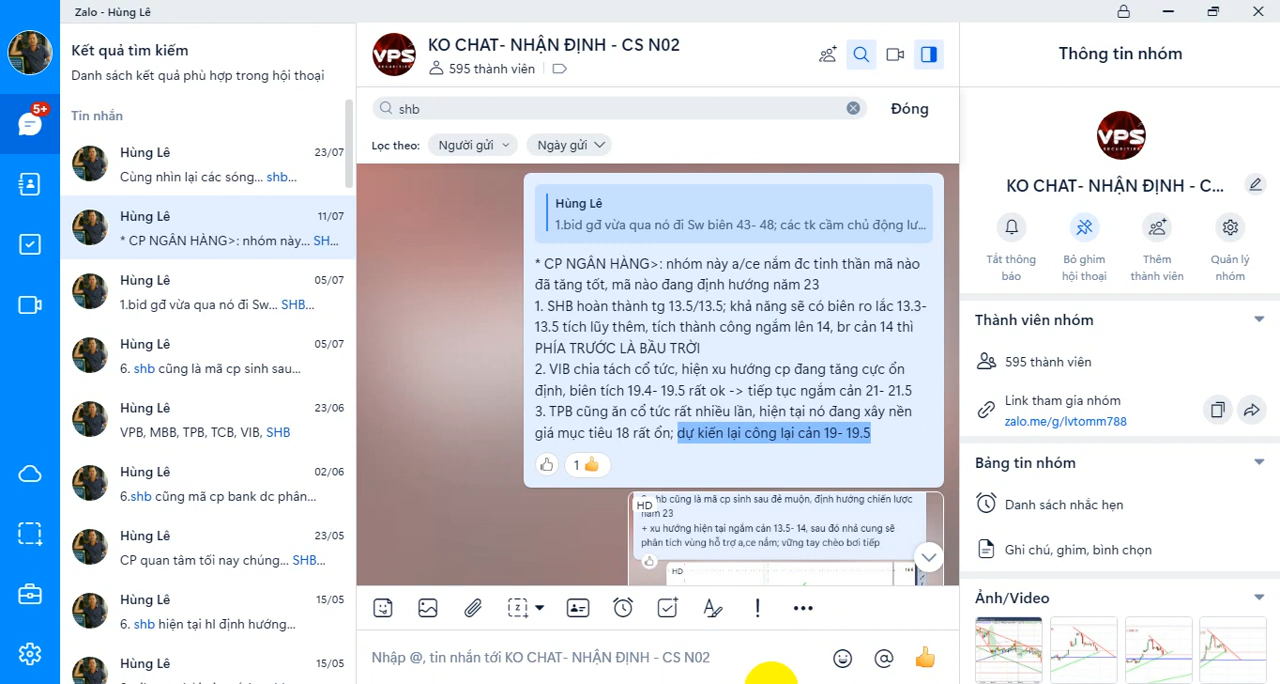 Zalo - Hùng Lê
5+
Kết quả tìm kiếm
Danh sách kết quả phù hợp trong hội thoại
Tin nhắn
Hùng Lê
23/07
Cùng nhìn lại các sóng... shb...
Hùng Lê
11/07
* CP NGÂN HÀNG>: nhóm này... SH...
Hùng Lê
05/07
1.bid gđ vừa qua nó đi Sw... SHB...
Hùng Lê
05/07
6. shb cũng là mã cp sinh sau...
Hùng Lê
23/06
VPB, MBB, TPB, TCB, VIB, SHB
Hùng Lê
02/06
6.shb cũng mã cp bank dc phân...
Hùng Lê
23/05
CP quan tâm tối nay chúng... SHB...
Hùng Lê
15/05
6. shb hiện tại hl định hướng...
Hùng Lê
15/05
VPS
SECURITIES
KO CHAT- NHẬN ĐỊNH - CS N02
595 thành viên
shb
Đóng
Lọc theo:
Người gửi
Ngày gửi
Hùng Lê
1.bid gđ vừa qua nó đi Sw biên 43- 48; các tk cầm chủ động lư...
* CP NGÂN HÀNG>: nhóm này a/ce nắm đc tinh thần mã nào
đã tăng tốt, mã nào đang định hướng năm 23
1. SHB hoàn thành tg 13.5/13.5; khả năng sẽ có biên ro lắc 13.3-
13.5 tích lũy thêm, tích thành công ngắm lên 14, br cản 14 thì
PHÍA TRƯỚC LÀ BẦU TRỜI
2. VIB chia tách cổ tức, hiện xu hướng cp đang tăng cực ổn
định, biên tích 19.4- 19.5 rất ok -> tiếp tục ngắm cản 21- 21.5
3. TPB cũng ăn cổ tức rất nhiều lần, hiện tại nó đang xây nền
giá mục tiêu 18 rất ổn; dự kiến lại công lại cản 19- 19.5
1
HD
shb cũng là mã cp sinh sau đẻ muộn, định hướng chiến lược
năm 23
+ xu hướng hiện tại ngắm cản 13.5- 14, sau đó nhả cung sẽ
phân tích vùng hỗ trợ a,ce nắm; vững tay chèo bơi tiếp
HD
Nhập @, tin nhắn tới KO CHAT- NHẬN ĐỊNH - CS N02
Thông tin nhóm
VPS
SECURITIES
KO CHAT- NHẬN ĐỊNH - C...
Tắt thông
báo
Bỏ ghim
hội thoại
Thêm
thành viên
Quản lý
nhóm
Thành viên nhóm
595 thành viên
Link tham gia nhóm
zalo.me/g/lvtomm788
Bảng tin nhóm
Danh sách nhắc hẹn
Ghi chú, ghim, bình chọn
Ảnh/Video